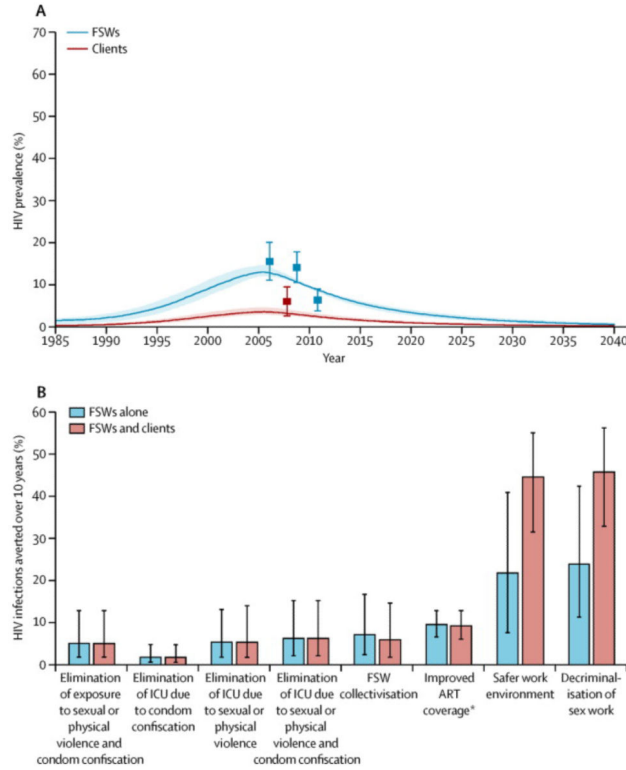 A
FSWs
Clients
HIV prevalence (%)
70
60
50
40
30
20
10
0
1985 1990 1995 2000 2005 2010 2015 2020 2025 2030 2035 2040
Year
B
FSWs alone
FSWs and clients
HIV infections averted over 10 years (%)
60
50
40
30
20
10
0
Elimination
of exposure
to sexual or
physical
violence and
condom confiscation
Elimination
of ICU due
to condom
confiscation
Elimination
of ICU due to
sexual or
physical
violence
Elimination
of ICU due to
sexual or
physical
violence and
condom confiscation
FSW
collectivisation
Improved
ART
coverage*
Safer work
environment
Decriminal-
isation of
sex work